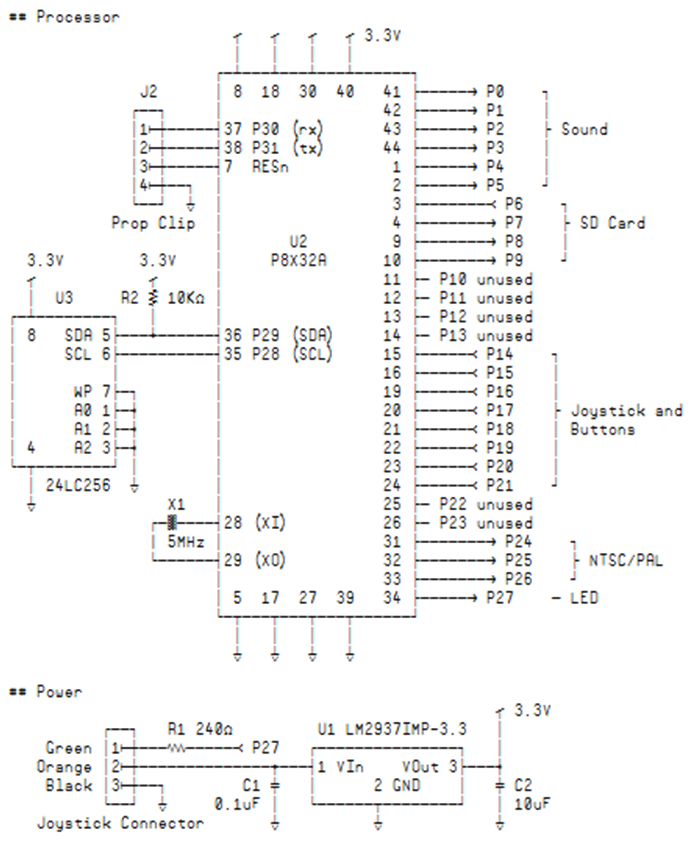 ## Processor
3.3V
J2
8 18 30 40 41 P0
42 P1
1 37 P30 (rx) 43 P2 Sound
2 38 P31 (tx) 44 P3
3 7 RESn 1 P4
4 2 P5
3 P6
Prop Clip 4 P7 SD Card
U2 9 P8
3.3V 3.3V P8X32A 10 P9
11 P10 unused
U3 R2 10KΩ 12 P11 unused
13 P12 unused
8 SDA 5 36 P29 (SDA) 14 P13 unused
SCL 6 35 P28 (SCL) 15 P14
16 P15
WP 7 19 P16
A0 1 20 P17 Joystick and
A1 2 21 P18 Buttons
4 A2 3 22 P19
23 P20
24LC256 24 P21
X1 25 P22 unused
28 (XI) 26 P23 unused
5MHz 31 P24
29 (XO) 32 P25 NTSC/PAL
33 P26
5 17 27 39 34 P27 LED
## Power
3.3V
R1 240Ω U1 LM2937IMP-3.3
Green 1 P27
Orange 2 1 VIn VOut 3
Black 3 C1 2 GND C2
0.1uF 10uF
Joystick Connector